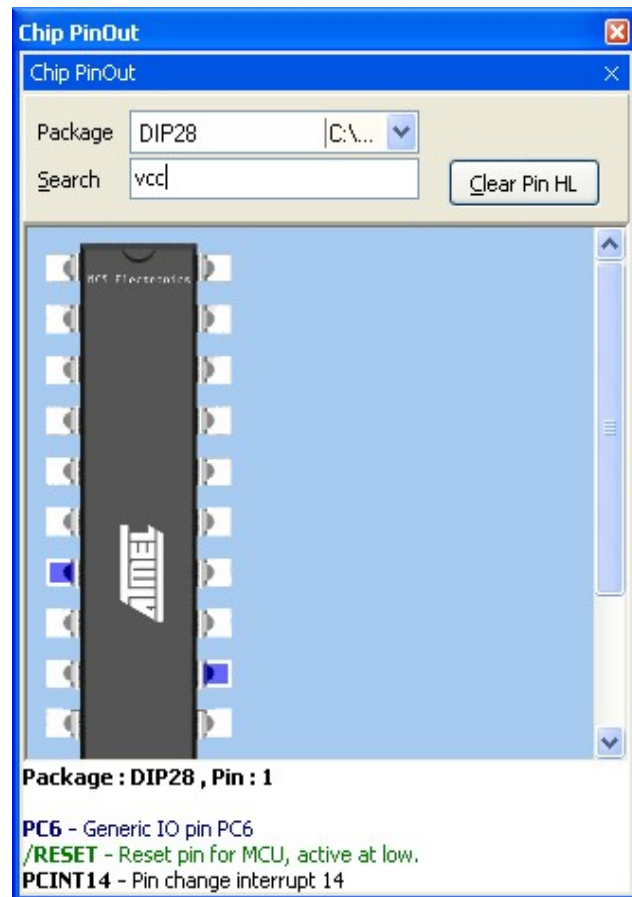 Chip PinOut
Chip PinOut
Package DIP28 C:\...
Search vcc Clear Pin HL
MCS Electronics
ATMEL
Package : DIP28 , Pin : 1
PC6 - Generic IO pin PC6
/RESET - Reset pin for MCU, active at low.
PCINT14 - Pin change interrupt 14